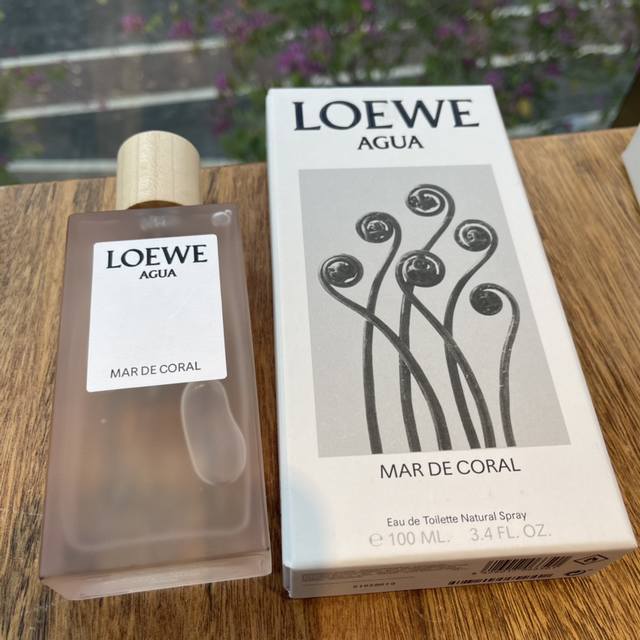 LOEWE
AGUA
MAR DE CORAL
LOEWE
AGUA
MAR DE CORAL
Eau de Toilette Natural Spray
e 100 ML. 3.4 FL. OZ.